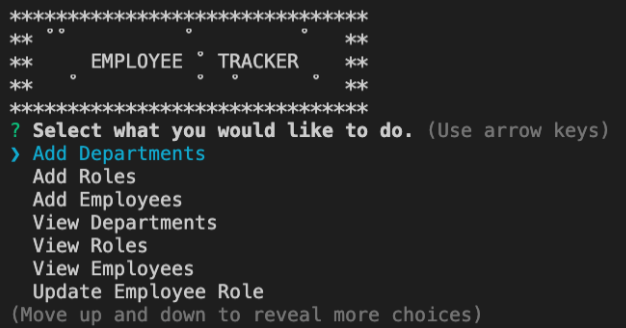 ******************************
** °°          °         °   **
**     EMPLOYEE ° TRACKER    **
**   °          °  °      °  **
******************************
? Select what you would like to do. (Use arrow keys)
❯ Add Departments
  Add Roles
  Add Employees
  View Departments
  View Roles
  View Employees
  Update Employee Role
(Move up and down to reveal more choices)